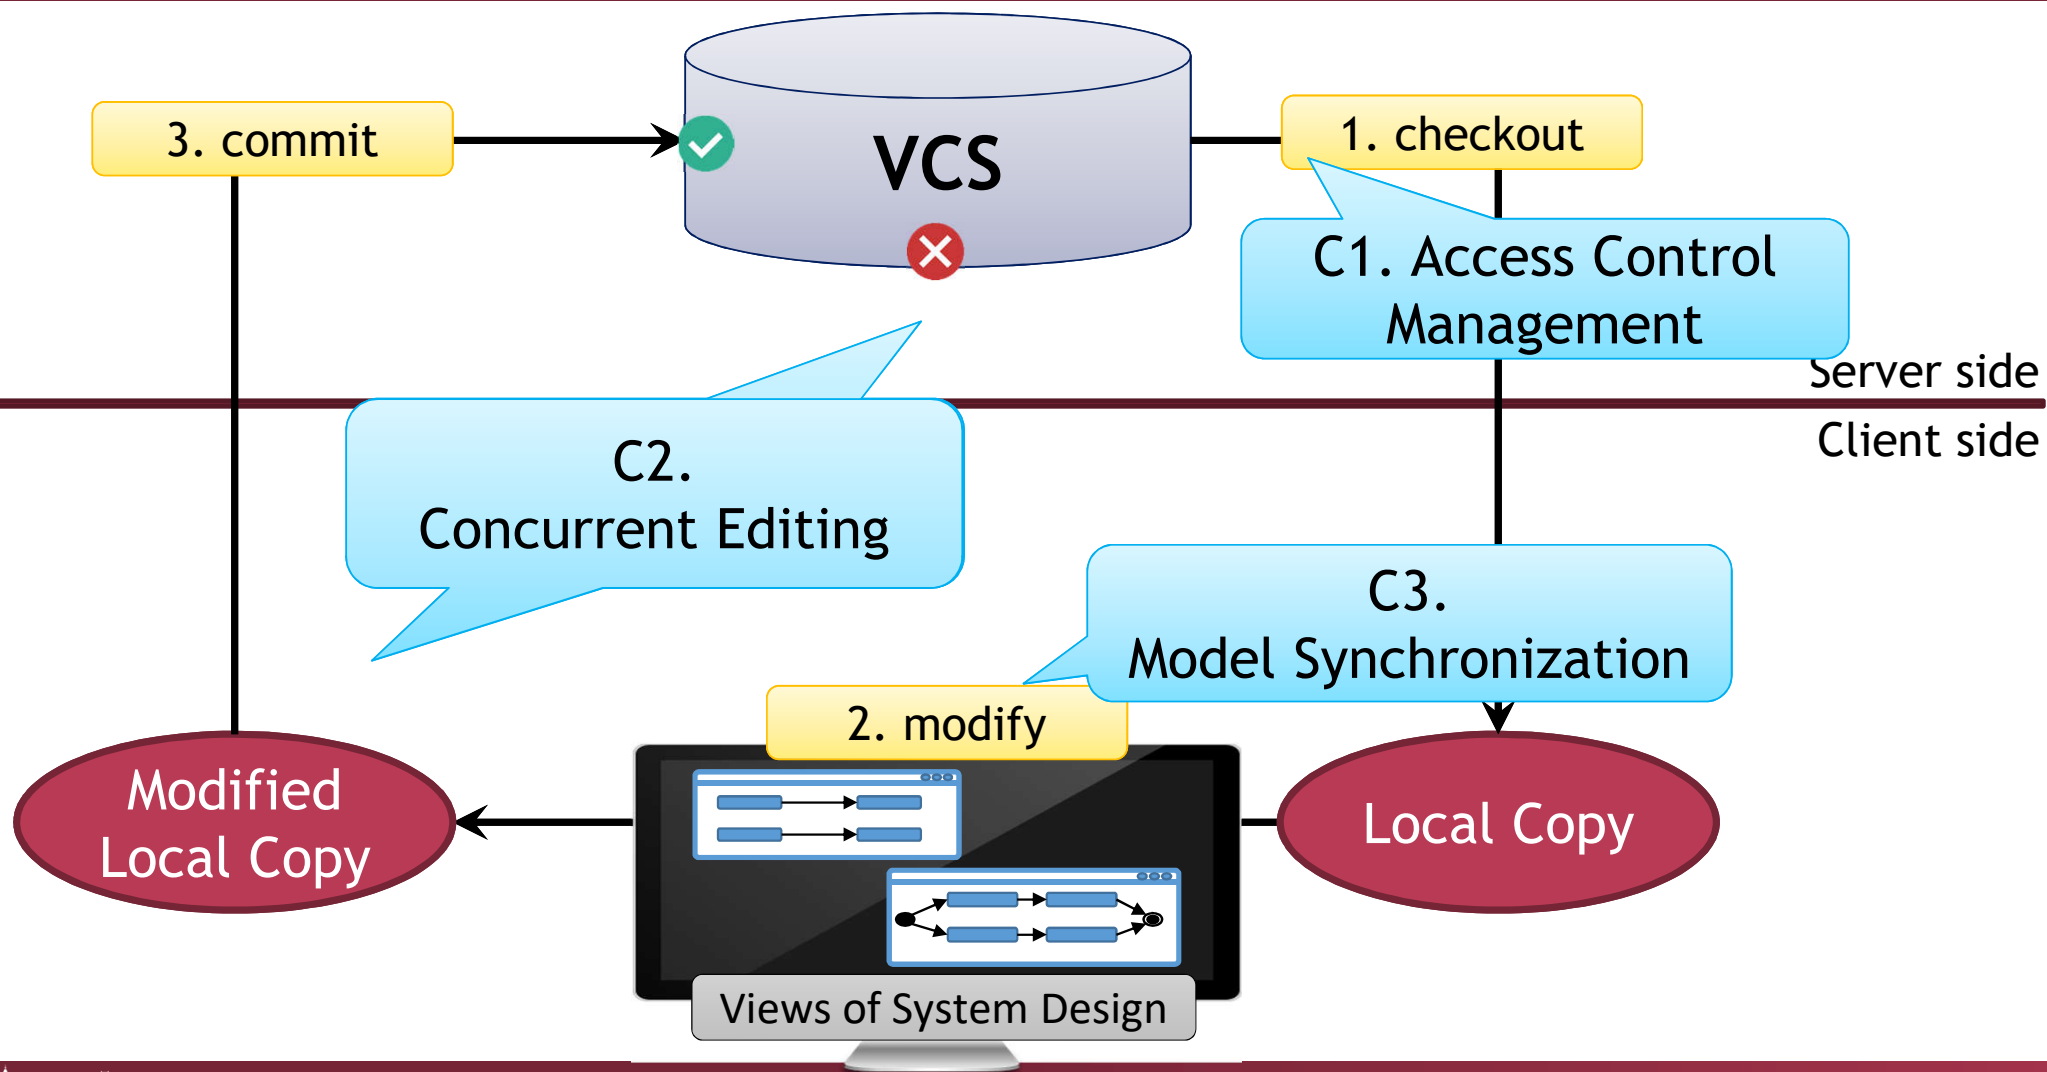 3. commit
VCS
1. checkout
C1. Access Control
Management
Server side
Client side
C2.
Concurrent Editing
C3.
Model Synchronization
2. modify
Modified
Local Copy
Local Copy
Views of System Design